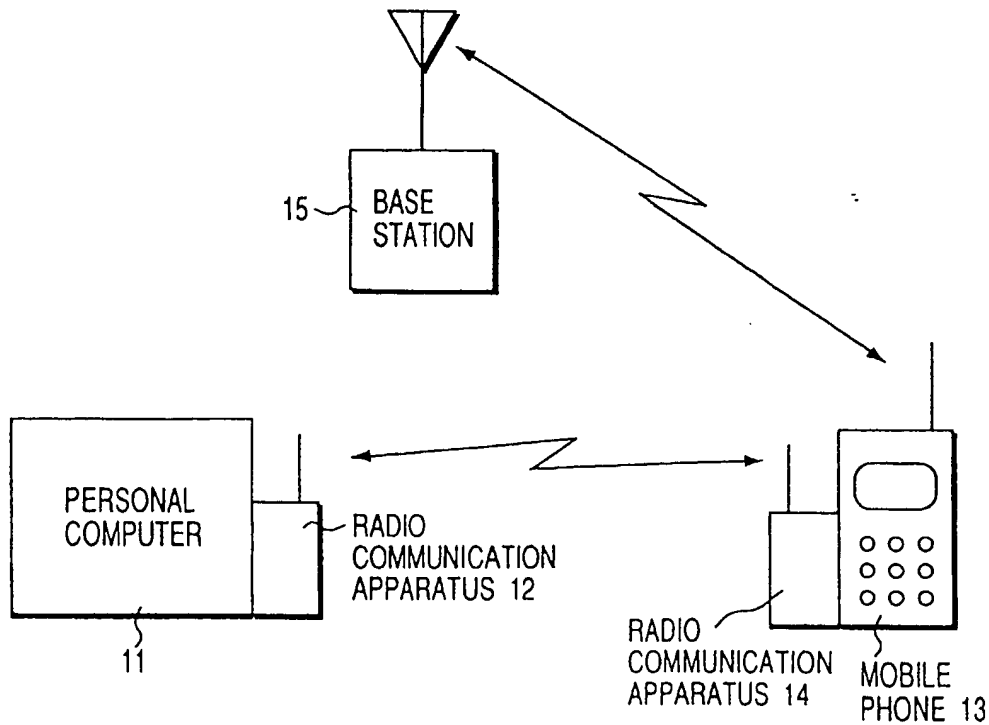 15
BASE
STATION
PERSONAL
COMPUTER
11
RADIO
COMMUNICATION
APPARATUS 12
RADIO
COMMUNICATION
APPARATUS 14
MOBILE
PHONE 13